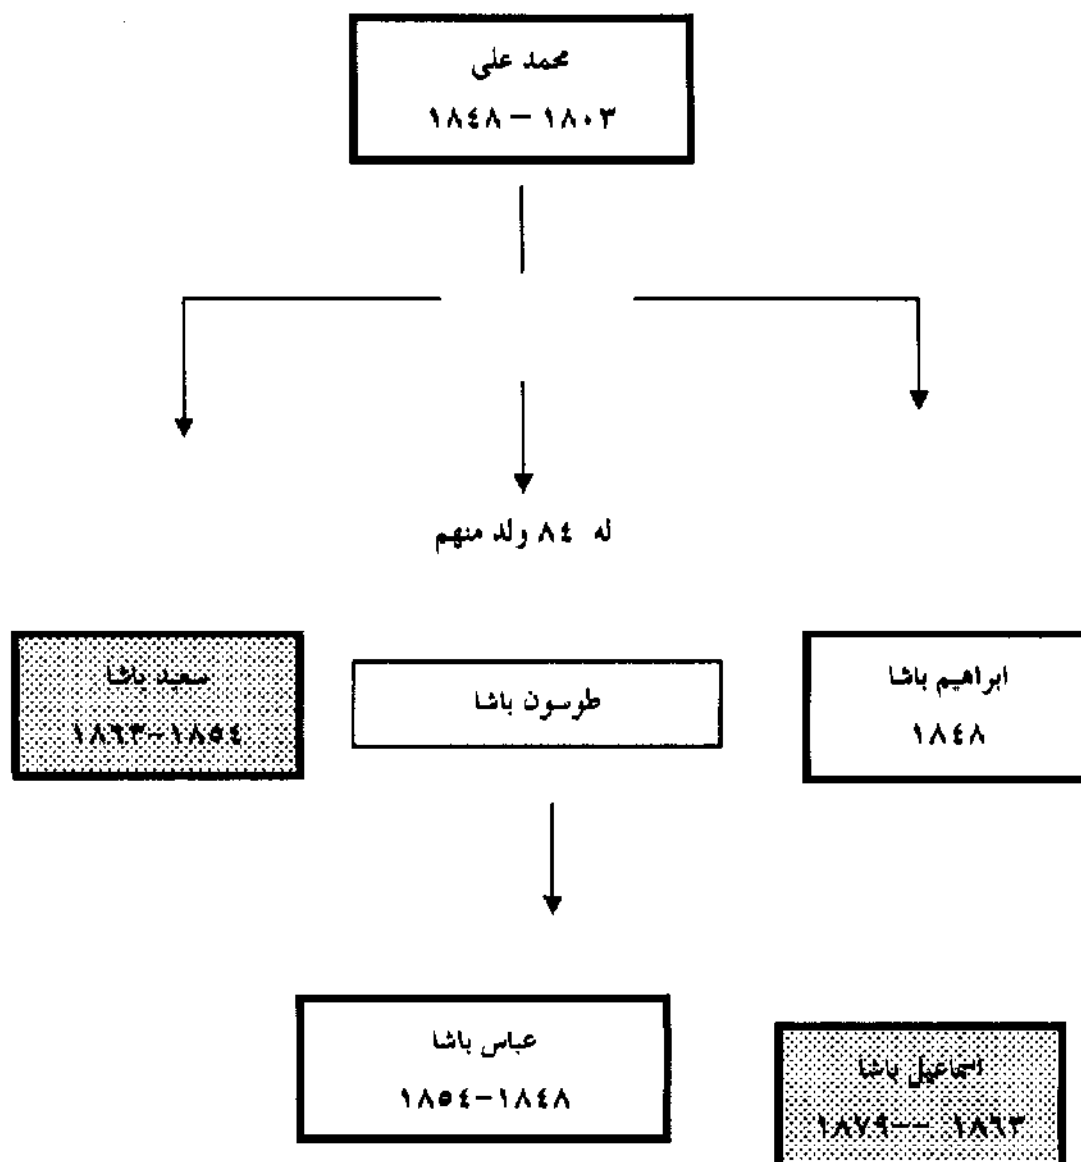 محمد على
١٨٠٣ – ١٨٤٨
له ٨٤ ولد منهم
ابراهيم باشا
١٨٤٨
طوسون باشا
سعيد باشا
١٨٥٤-١٨٦٣
عباس باشا
١٨٤٨-١٨٥٤
اسماعيل باشا
١٨٦٣ -- ١٨٧٩